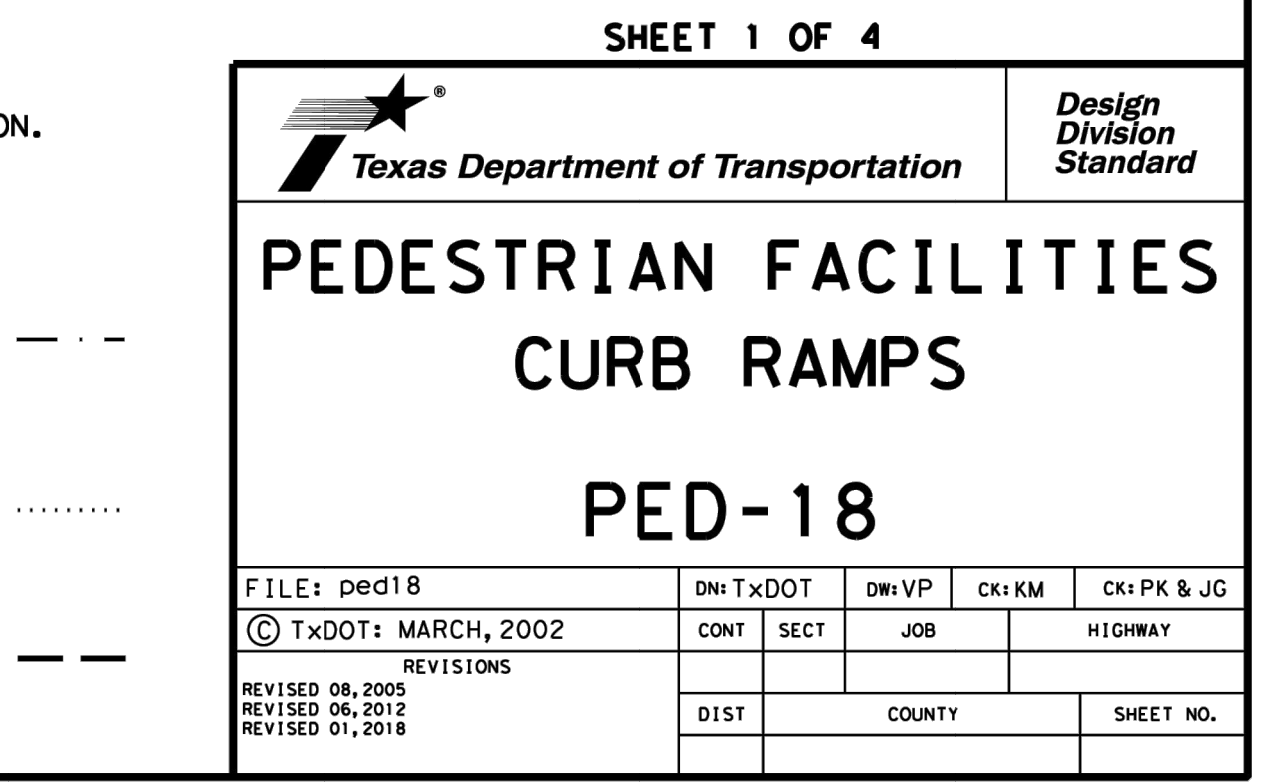 SHEET 1 OF 4
ON.
®
Texas Department of Transportation
Design
Division
Standard
PEDESTRIAN FACILITIES
CURB RAMPS
PED-18
FILE: ped18 DN: TxDOT DW: VP CK: KM CK: PK & JG
© TxDOT: MARCH, 2002 CONT SECT JOB HIGHWAY
REVISIONS
REVISED 08, 2005
REVISED 06, 2012
REVISED 01, 2018
DIST COUNTY SHEET NO.